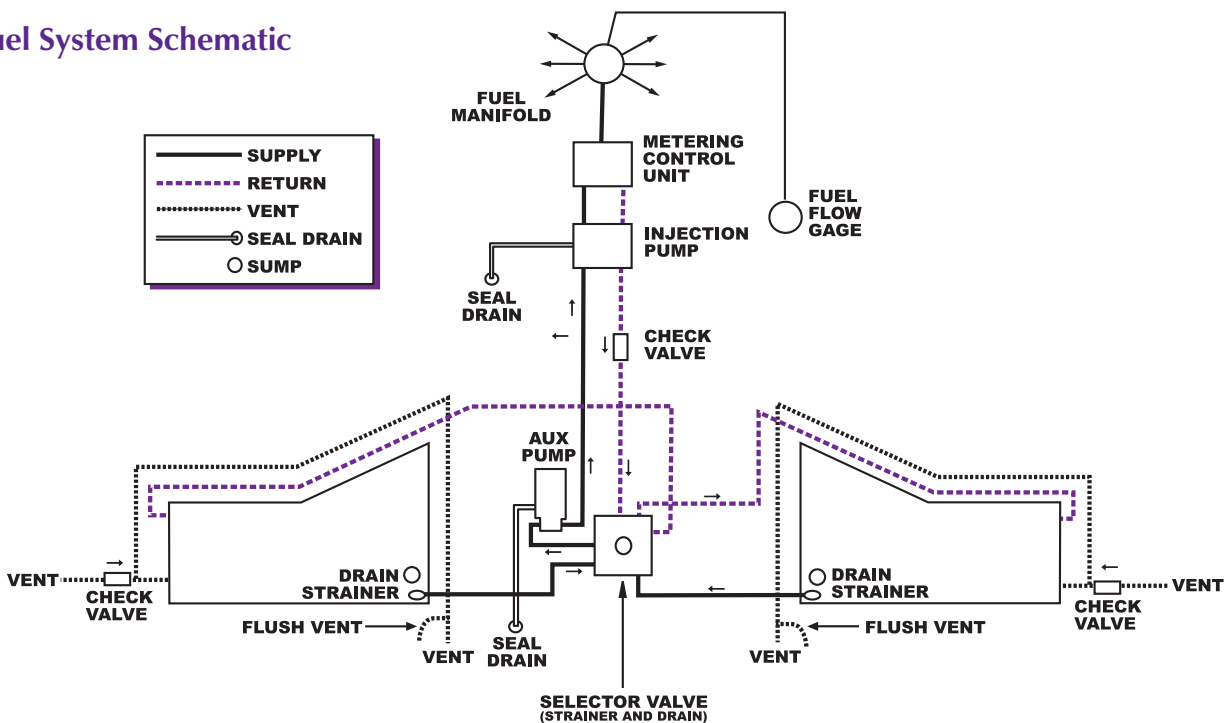 uel System Schematic
FUEL
MANIFOLD
SUPPLY
RETURN
VENT
SEAL DRAIN
SUMP
METERING
CONTROL
UNIT
FUEL
FLOW
GAGE
INJECTION
PUMP
SEAL
DRAIN
CHECK
VALVE
AUX
PUMP
VENT
CHECK
VALVE
DRAIN
STRAINER
FLUSH VENT
VENT
SEAL
DRAIN
SELECTOR VALVE
(STRAINER AND DRAIN)
DRAIN
STRAINER
FLUSH VENT
VENT
CHECK
VALVE
VENT